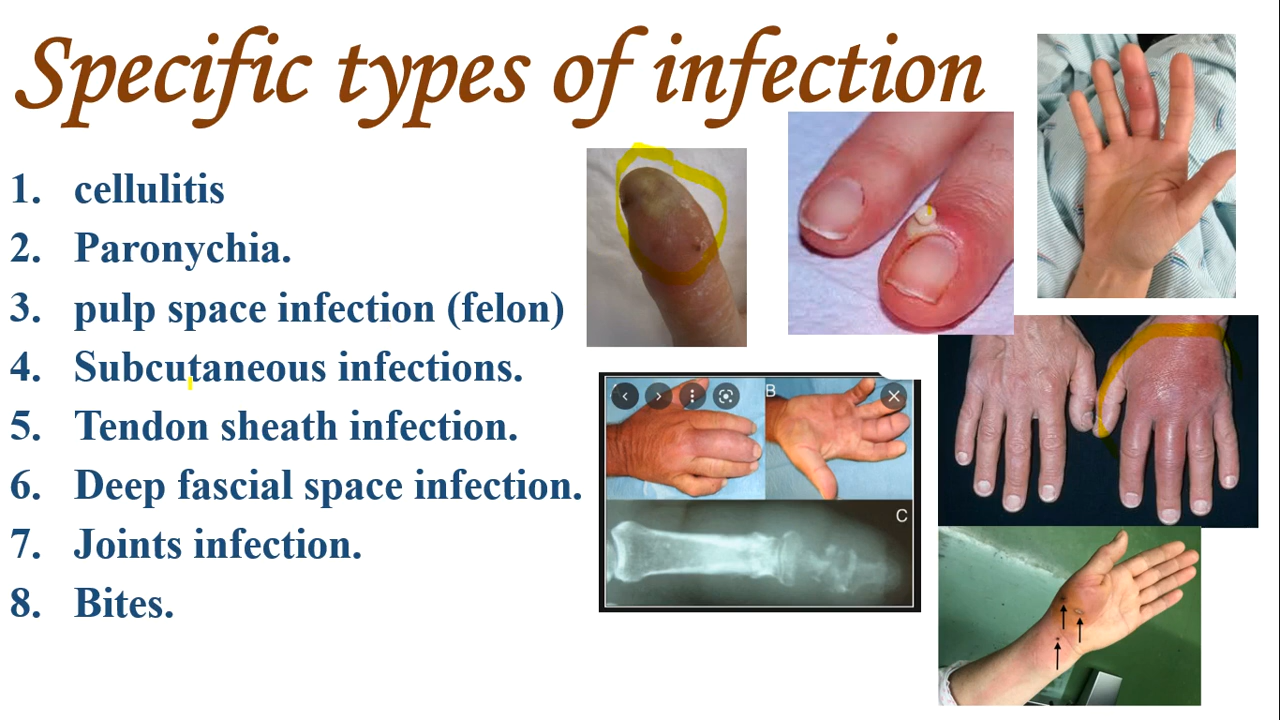 Specific types of infection
1. cellulitis
2. Paronychia.
3. pulp space infection (felon)
4. Subcutaneous infections.
5. Tendon sheath infection.
6. Deep fascial space infection.
7. Joints infection.
8. Bites.
B
C